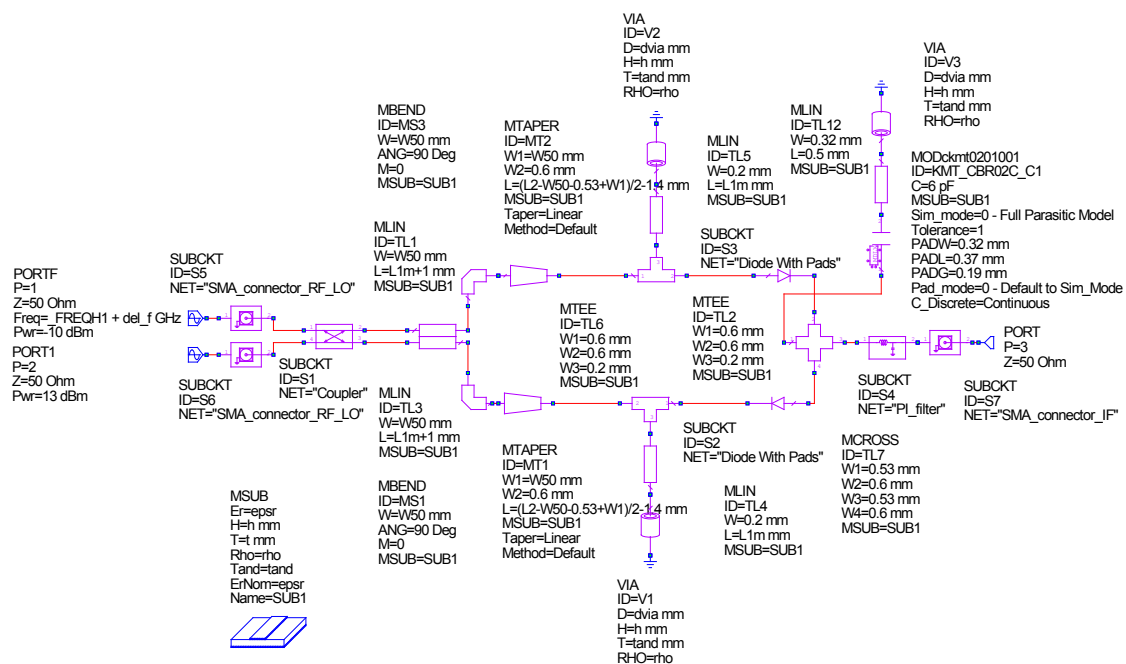 VIA
ID=V2
D=dvia mm
H=h mm
T=tand mm
RHO=rho
VIA
ID=V3
D=dvia mm
H=h mm
T=tand mm
RHO=rho
MBEND
ID=MS3
W=W50 mm
ANG=90 Deg
M=0
MSUB=SUB1
MTAPER
ID=MT2
W1=W50 mm
W2=0.6 mm
L=(L2-W50-0.53+W1)/2-1.4 mm
MSUB=SUB1
Taper=Linear
Method=Default
MLIN
ID=TL5
W=0.2 mm
L=L1m mm
MSUB=SUB1
MLIN
ID=TL12
W=0.32 mm
L=0.5 mm
MSUB=SUB1
MODckmt0201001
ID=KMT_CBR02C_C1
C=6 pF
MSUB=SUB1
Sim_mode=0 - Full Parasitic Model
Tolerance=1
PADW=0.32 mm
PADL=0.37 mm
PADG=0.19 mm
Pad_mode=0 - Default to Sim_Mode
C_Discrete=Continuous
MLIN
ID=TL1
W=W50 mm
L=L1m+1 mm
MSUB=SUB1
SUBCKT
ID=S3
NET="Diode With Pads"
PORTF
P=1
Z=50 Ohm
Freq=_FREQH1 + del_f GHz
Pwr=-10 dBm
SUBCKT
ID=S5
NET="SMA_connector_RF_LO"
PORT1
P=2
Z=50 Ohm
Pwr=13 dBm
SUBCKT
ID=S6
NET="SMA_connector_RF_LO"
SUBCKT
ID=S1
NET="Coupler"
MTEE
ID=TL6
W1=0.6 mm
W2=0.6 mm
W3=0.2 mm
MSUB=SUB1
MTEE
ID=TL2
W1=0.6 mm
W2=0.6 mm
W3=0.2 mm
MSUB=SUB1
PORT
P=3
Z=50 Ohm
SUBCKT
ID=S4
NET="PI_filter"
SUBCKT
ID=S7
NET="SMA_connector_IF"
MLIN
ID=TL3
W=W50 mm
L=L1m+1 mm
MSUB=SUB1
SUBCKT
ID=S2
NET="Diode With Pads"
MCROSS
ID=TL7
W1=0.53 mm
W2=0.6 mm
W3=0.53 mm
W4=0.6 mm
MSUB=SUB1
MTAPER
ID=MT1
W1=W50 mm
W2=0.6 mm
L=(L2-W50-0.53+W1)/2-1.4 mm
MSUB=SUB1
Taper=Linear
Method=Default
MBEND
ID=MS1
W=W50 mm
ANG=90 Deg
M=0
MSUB=SUB1
MLIN
ID=TL4
W=0.2 mm
L=L1m mm
MSUB=SUB1
MSUB
Er=epsr
H=h mm
T=t mm
Rho=rho
Tand=tand
ErNom=epsr
Name=SUB1
VIA
ID=V1
D=dvia mm
H=h mm
T=tand mm
RHO=rho